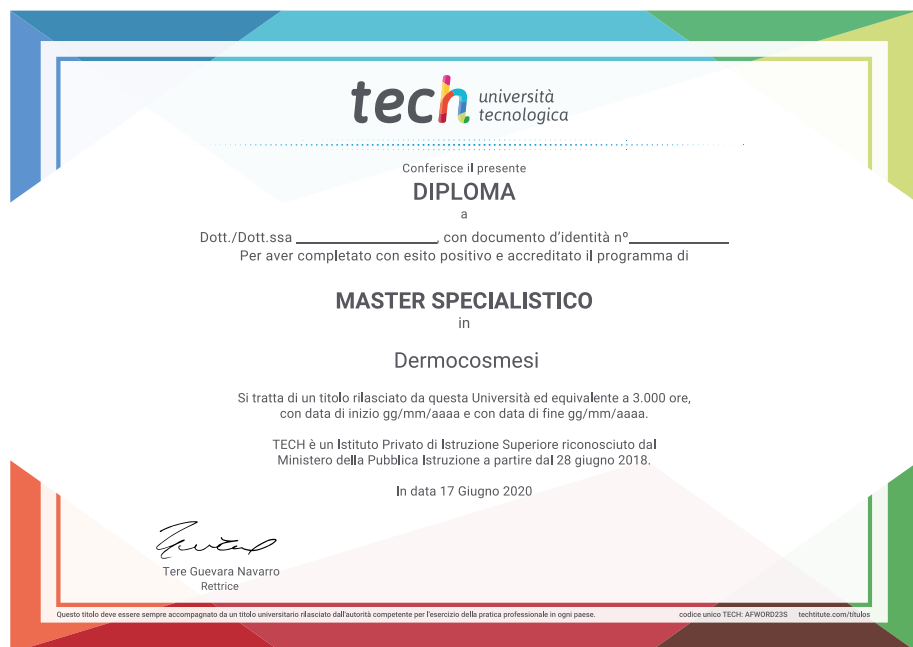 tech università
tecnologica
Conferisce il presente
DIPLOMA
a
Dott./Dott.ssa ____________________, con documento d'identità nº______________
Per aver completato con esito positivo e accreditato il programma di
MASTER SPECIALISTICO
in
Dermocosmesi
Si tratta di un titolo rilasciato da questa Università ed equivalente a 3.000 ore,
con data di inizio gg/mm/aaaa e con data di fine gg/mm/aaaa.
TECH è un Istituto Privato di Istruzione Superiore riconosciuto dal
Ministero della Pubblica Istruzione a partire dal 28 giugno 2018.
In data 17 Giugno 2020
Tere Guevara Navarro
Rettrice
Questo titolo deve essere sempre accompagnato da un titolo universitario rilasciato dall'autorità competente per l'esercizio della pratica professionale in ogni paese. codice unico TECH: AFWORD23S techtitute.com/titulos